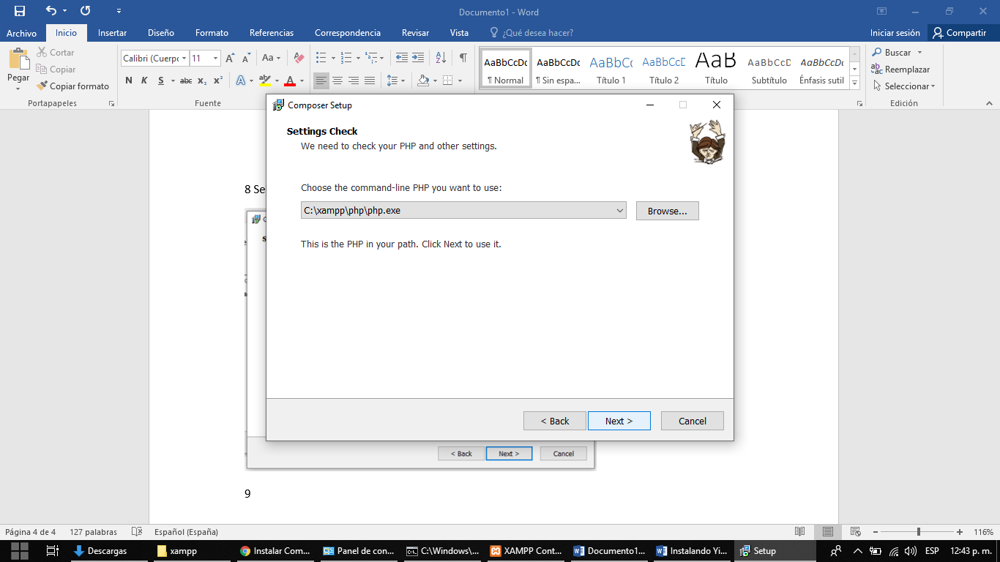 Documento1 - Word
Archivo Inicio Insertar Diseño Formato Referencias Correspondencia Revisar Vista ¿Qué desea hacer? Iniciar sesión Compartir
Pegar
Cortar
Copiar
Copiar formato
Portapapeles
Calibri (Cuerpo 11
N K S abc x₂ x²
Fuente
AaBbCcDc AaBbCcDc AaBbCc AaBbCcD AaB AaBbCcD AaBbCcDc
¶ Normal ¶ Sin espa... Título 1 Título 2 Título Subtítulo Énfasis sutil
Buscar
Reemplazar
Seleccionar
Edición
Composer Setup
Settings Check
We need to check your PHP and other settings.
Choose the command-line PHP you want to use:
C:\xampp\php\php.exe
Browse...
This is the PHP in your path. Click Next to use it.
< Back Next > Cancel
8 Se
< Back Next > Cancel
9
Página 4 de 4 127 palabras Español (España) 116%
Descargas xampp Instalar Com... Panel de con... C:\Windows\... XAMPP Cont... Documento1... Instalando Yi... Setup ESP 12:43 p. m.